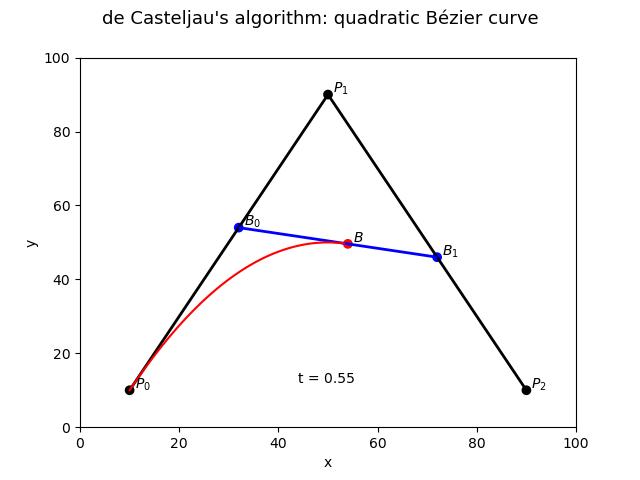 de Casteljau's algorithm: quadratic Bézier curve
100
P₁
80
y
60
B₀
B
B₁
40
20
t = 0.55
P₀
P₂
0
0 20 40 60 80 100
x